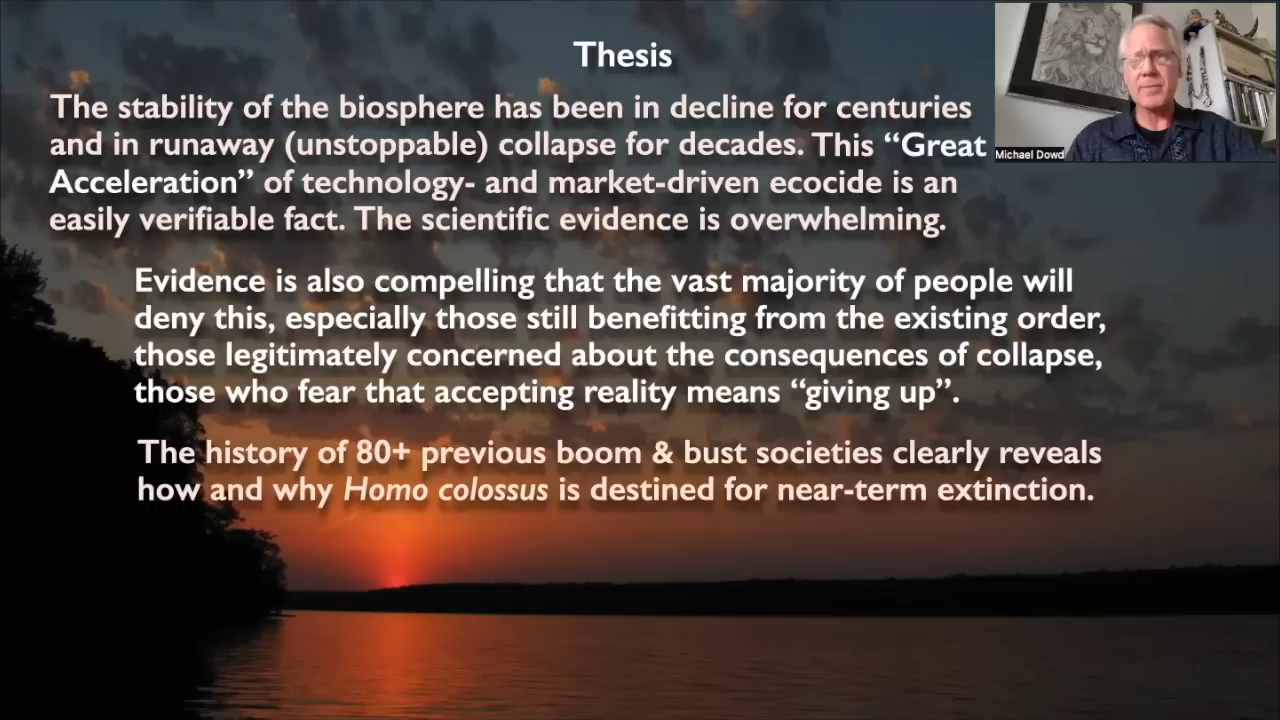 Thesis
The stability of the biosphere has been in decline for centuries
and in runaway (unstoppable) collapse for decades. This “Great
Acceleration” of technology- and market-driven ecocide is an
easily verifiable fact. The scientific evidence is overwhelming.
Evidence is also compelling that the vast majority of people will
deny this, especially those still benefitting from the existing order,
those legitimately concerned about the consequences of collapse,
those who fear that accepting reality means “giving up”.
The history of 80+ previous boom & bust societies clearly reveals
how and why Homo colossus is destined for near-term extinction.
Michael Dowd